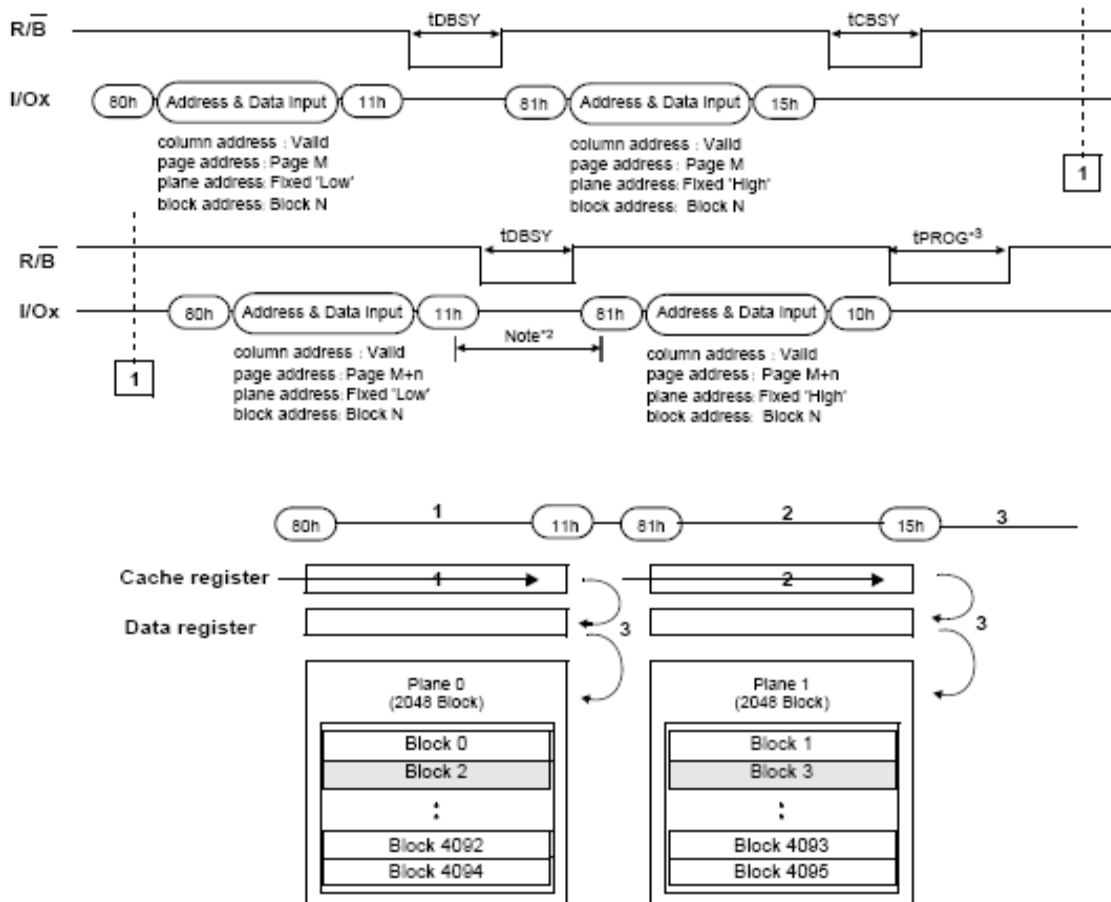 tDBSY tCBSY
R/B
I/Ox 80h Address & Data Input 11h 81h Address & Data Input 15h
column address : Valid
page address : Page M
plane address: Fixed 'Low'
block address: Block N
column address : Valid
page address : Page M
plane address: Fixed 'High'
block address: Block N
1
tDBSY tPROG*3
R/B
I/Ox 80h Address & Data Input 11h 81h Address & Data Input 10h
Note*2
1
column address : Valid
page address : Page M+n
plane address: Fixed 'Low'
block address: Block N
column address : Valid
page address : Page M+n
plane address: Fixed 'High'
block address: Block N
80h 1 11h 81h 2 15h 3
Cache register 1 2
Data register 3 3
Plane 0
(2048 Block)
Block 0
Block 2
:
Block 4092
Block 4094
Plane 1
(2048 Block)
Block 1
Block 3
:
Block 4093
Block 4095